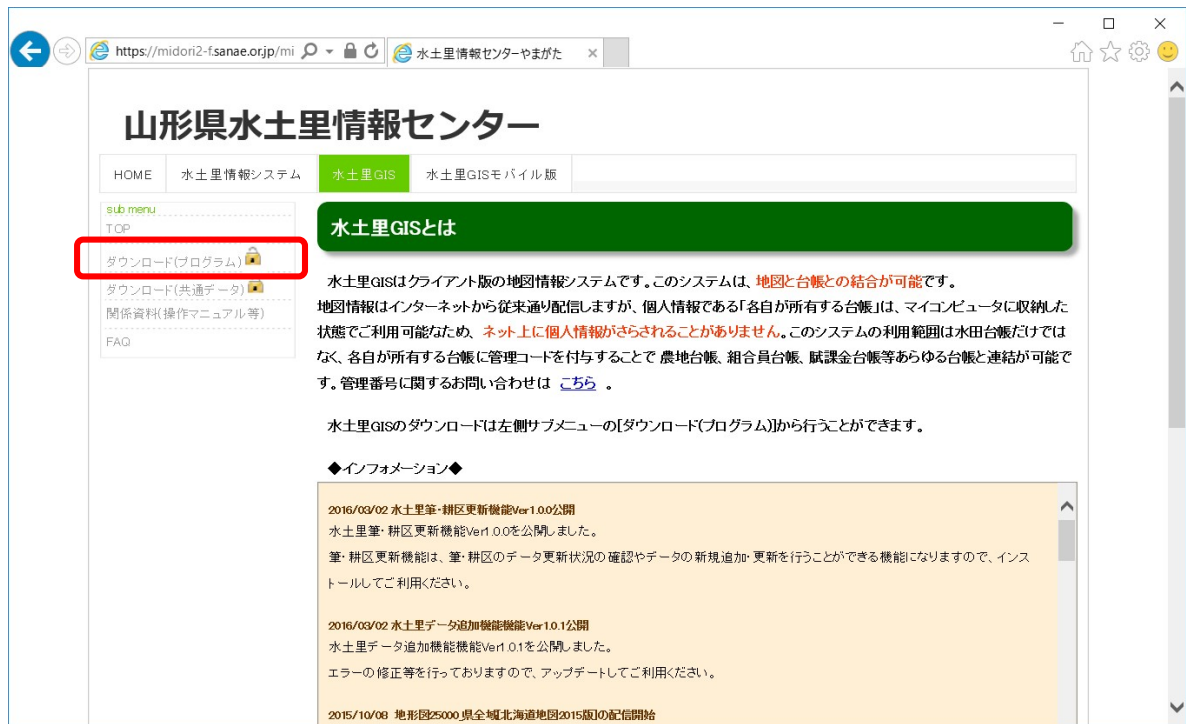 https://midori2-f.sanae.or.jp/mi
水土里情報センターやまがた
山形県水土里情報センター
HOME 水土里情報システム 水土里GIS 水土里GISモバイル版
sub menu
TOP
ダウンロード(プログラム)
ダウンロード(共通データ)
関係資料(操作マニュアル等)
FAQ
水土里GISとは
水土里GISはクライアント版の地図情報システムです。このシステムは、地図と台帳との結合が可能です。
地図情報はインターネットから従来通り配信しますが、個人情報である「各自が所有する台帳」は、マイコンピュータに収納した
状態でご利用可能なため、ネット上に個人情報がさらされることがありません。このシステムの利用範囲は水田台帳だけでは
なく、各自が所有する台帳に管理コードを付与することで 農地台帳、組合員台帳、賦課金台帳等あらゆる台帳と連結が可能で
す。管理番号に関するお問い合わせは こちら 。
水土里GISのダウンロードは左側サブメニューの[ダウンロード(プログラム)]から行うことができます。
◆インフォメーション◆
2016/03/02 水土里筆・耕区更新機能Ver1.0.0公開
水土里筆・耕区更新機能Ver1.0.0を公開しました。
筆・耕区更新機能は、筆・耕区のデータ更新状況の確認やデータの新規追加・更新を行うことができる機能になりますので、インス
トールしてご利用ください。
2016/03/02 水土里データ追加機能機能Ver1.0.1公開
水土里データ追加機能機能Ver1.0.1を公開しました。
エラーの修正等を行っておりますので、アップデートしてご利用ください。
2015/10/08 地形図25000_県全域[北海道地図2015版]の配信開始